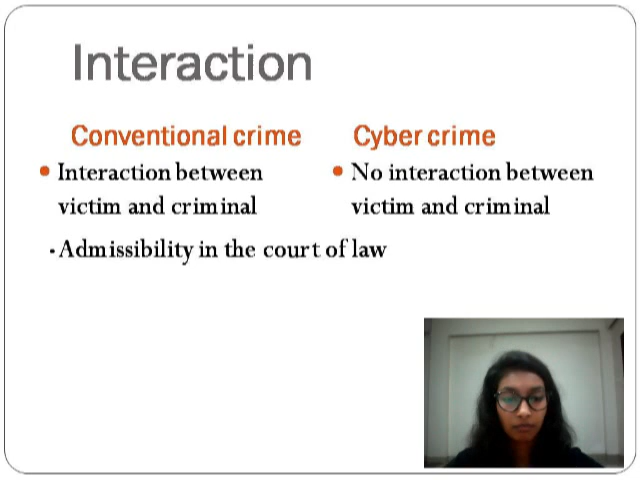 Interaction
Conventional crime
Interaction between
victim and criminal
Cyber crime
No interaction between
victim and criminal
• Admissibility in the court of law